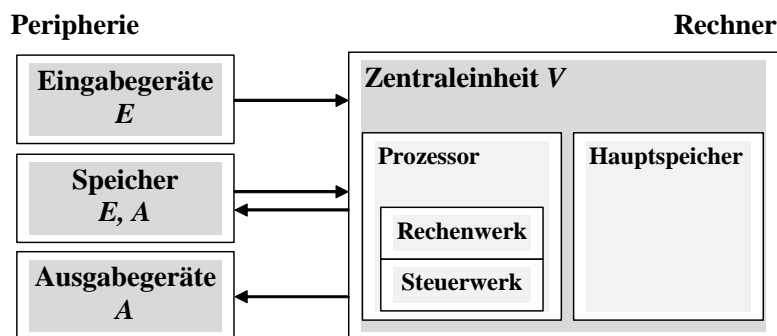 Peripherie
Rechner
Eingabegeräte
E
Speicher
E, A
Ausgabegeräte
A
Zentraleinheit V
Prozessor
Rechenwerk
Steuerwerk
Hauptspeicher